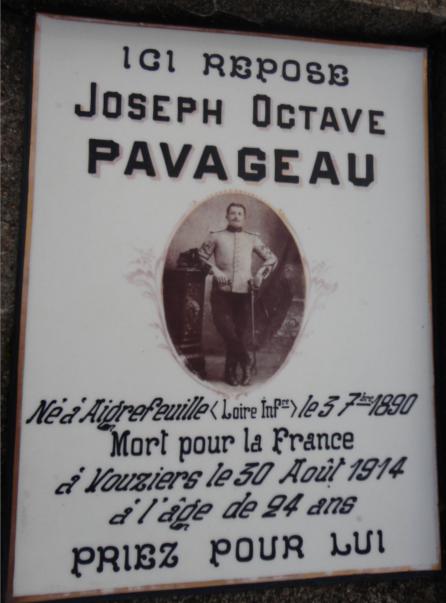 ICI REPOSE
JOSEPH OCTAVE
PAVAGEAU
Né à Aigrefeuille (Loire Infre) le 3 7bre 1890
Mort pour la France
à Vouziers le 30 Août 1914
à l'âge de 24 ans
PRIEZ POUR LUI